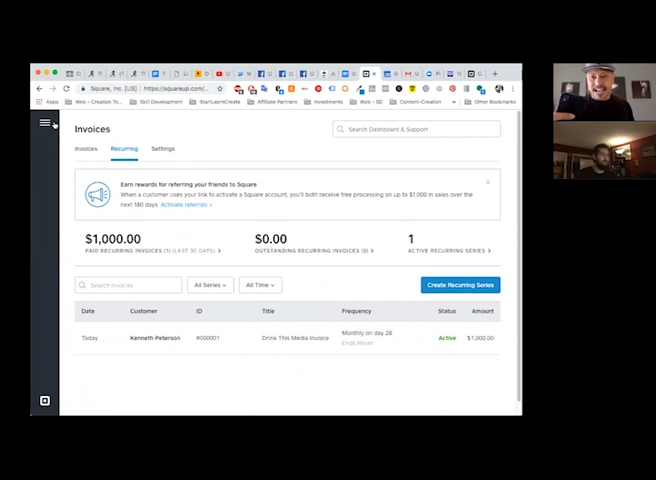 Square, Inc. [US] https://squareup.com/...
Apps Web - Creation To... Skill Development StartLearnCreate Affiliate Partners Investments Web - SD Content-Creation Other Bookmarks
Invoices
Search Dashboard & Support
Invoices Recurring Settings
Earn rewards for referring your friends to Square
When a customer uses your link to activate a Square account, you'll both receive free processing on up to $1,000 in sales over the
next 180 days. Activate referrals >
$1,000.00 $0.00 1
PAID RECURRING INVOICES (1) (LAST 30 DAYS) > OUTSTANDING RECURRING INVOICES (0) > ACTIVE RECURRING SERIES >
Search Invoices All Series All Time Create Recurring Series
Date Customer ID Title Frequency Status Amount
Today Kenneth Peterson #000001 Drink This Media Invoice Monthly on day 28 Active $1,000.00
Ends Never